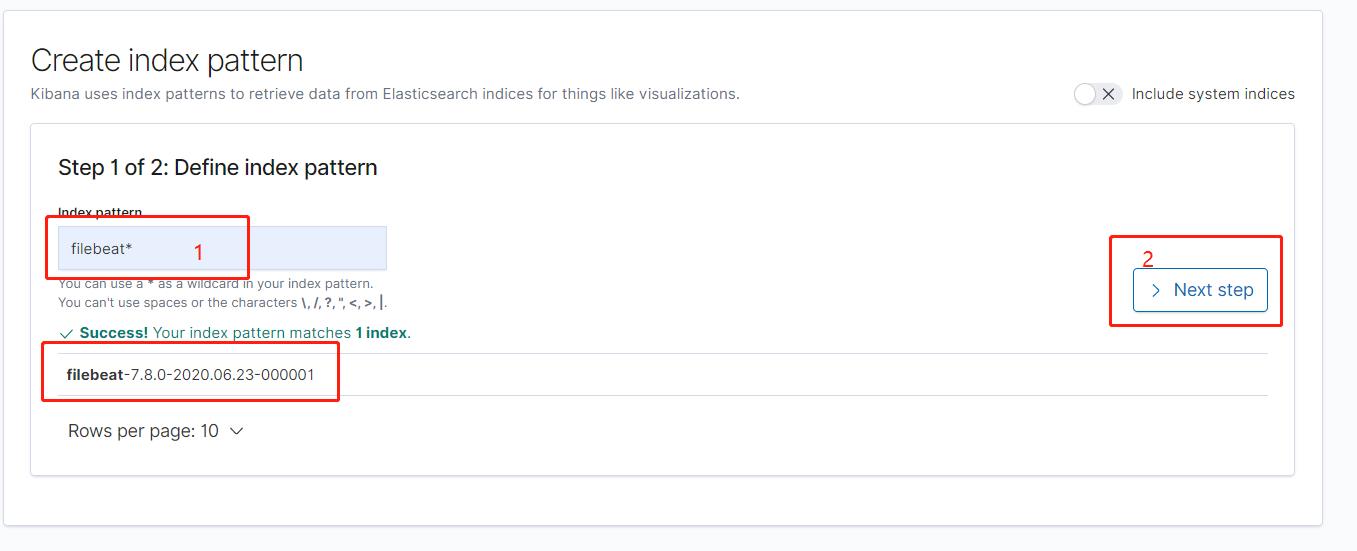 Create index pattern
Kibana uses index patterns to retrieve data from Elasticsearch indices for things like visualizations.
Include system indices
Step 1 of 2: Define index pattern
Index pattern
filebeat*
1
2
Next step
You can use a * as a wildcard in your index pattern.
You can't use spaces or the characters \, /, ?, ", <, >, |.
Success! Your index pattern matches 1 index.
filebeat-7.8.0-2020.06.23-000001
Rows per page: 10